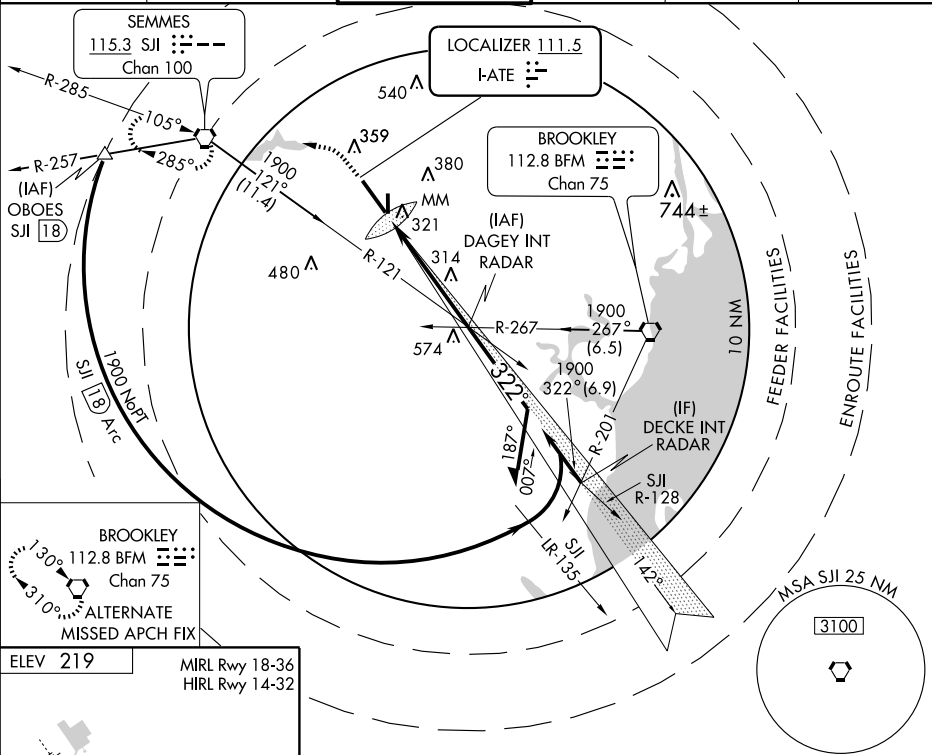 SEMMES
115.3 SJI
Chan 100
LOCALIZER 111.5
I-ATE
R-285
105°
285°
R-257
(IAF)
OBOES
SJI 18
1900
121°
(11.4)
540
359
380
MM
321
BROOKLEY
112.8 BFM
Chan 75
744±
(IAF)
DAGEY INT
RADAR
314
480
R-121
574
R-267
1900
267°
(6.5)
10 NM
FEEDER FACILITIES
ENROUTE FACILITIES
322°
1900
322° (6.9)
(IF)
DECKE INT
RADAR
R-201
SJI
R-128
187°
007°
1900 NoPT
SJI 18 Arc
SJI
LR-135
142°
BROOKLEY
112.8 BFM
Chan 75
130°
310°
ALTERNATE
MISSED APCH FIX
MSA SJI 25 NM
3100
ELEV 219
MIRL Rwy 18-36
HIRL Rwy 14-32